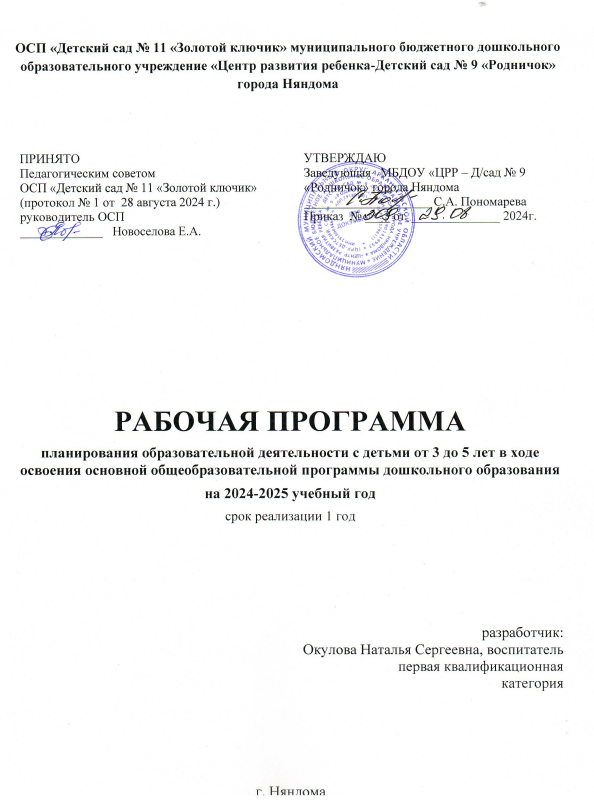 ОСП «Детский сад № 11 «Золотой ключик» муниципального бюджетного дошкольного
образовательного учреждение «Центр развития ребенка-Детский сад № 9 «Родничок»
города Няндома
ПРИНЯТО
Педагогическим советом
ОСП «Детский сад № 11 «Золотой ключик»
(протокол № 1 от 28 августа 2024 г.)
руководитель ОСП
Новоселова Е.А.
УТВЕРЖДАЮ
Заведующая МБДОУ «ЦРР – Д/сад № 9
«Родничок» города Няндома
С.А. Пономарева
Приказ № от 29.08 2024г.
РАБОЧАЯ ПРОГРАММА
планирования образовательной деятельности с детьми от 3 до 5 лет в ходе
освоения основной общеобразовательной программы дошкольного образования
на 2024-2025 учебный год
срок реализации 1 год
разработчик:
Окулова Наталья Сергеевна, воспитатель
первая квалификационная
категория
г. Няндома